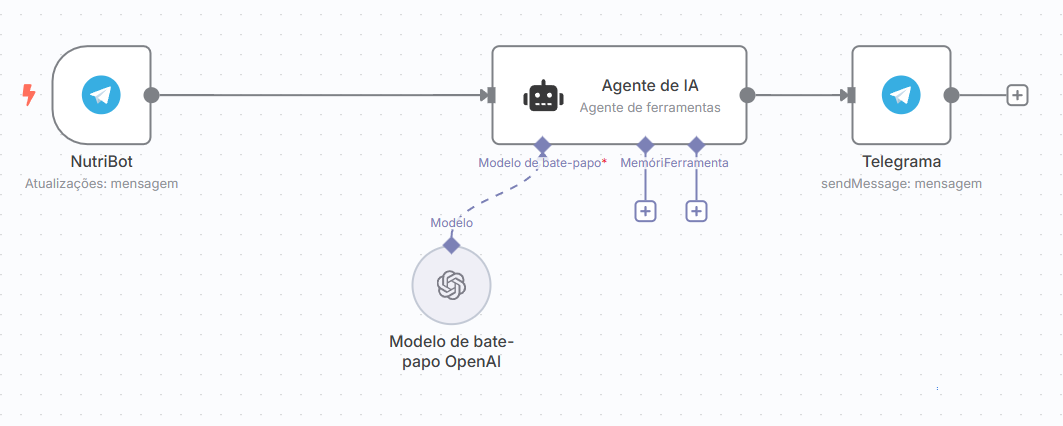 Agente de IA
Agente de ferramentas
NutriBot
Atualizações: mensagem
Modelo de bate-papo*
MemóriFerramenta
Telegrama
sendMessage: mensagem
Modelo
Modelo de bate-
papo OpenAI